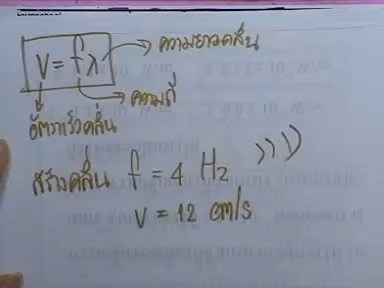 v = fλ → ความยาวคลื่น
→ ความถี่
อัตราเร็วคลื่น
สร้างคลื่น f = 4 Hz
v = 12 cm/s